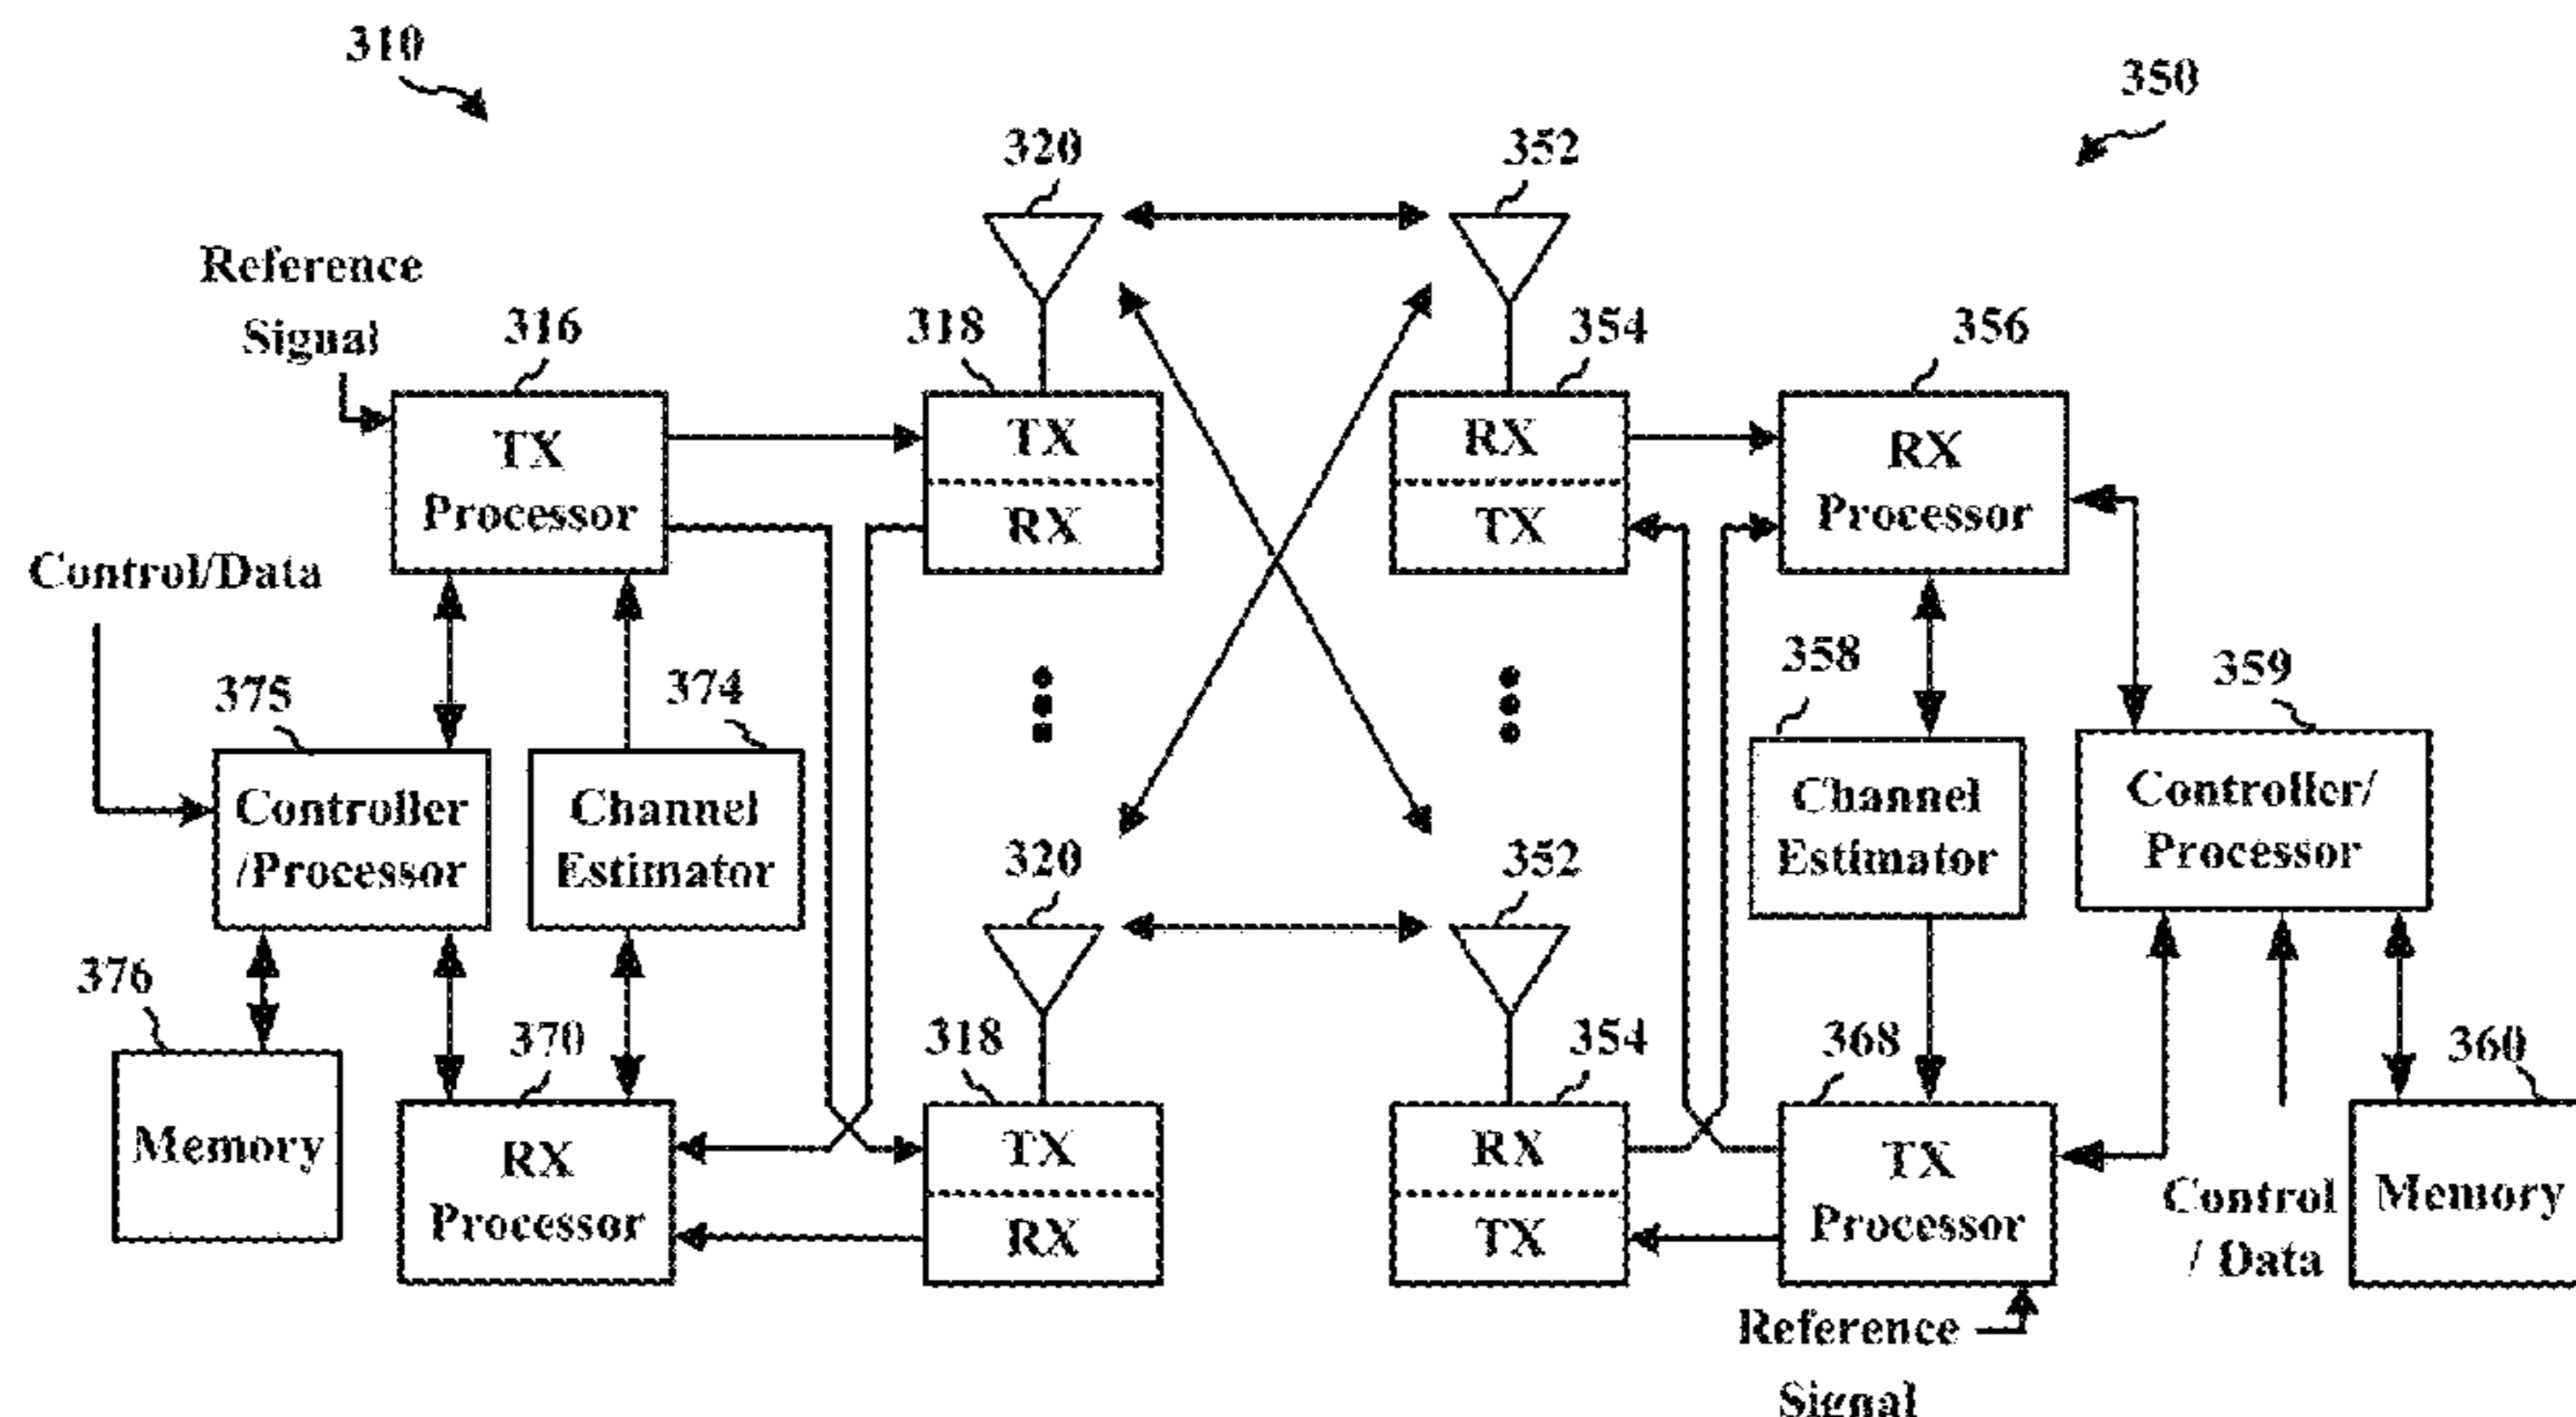 310
350
320
352
Reference
Signal
316
318
354
356
TX
Processor
TX
RX
RX
TX
RX
Processor
Control/Data
375
374
358
359
Controller
/Processor
Channel
Estimator
Channel
Estimator
Controller/
Processor
320
352
376
370
318
354
368
360
Memory
RX
Processor
TX
RX
RX
TX
TX
Processor
Control
/ Data
Memory
Reference
Signal